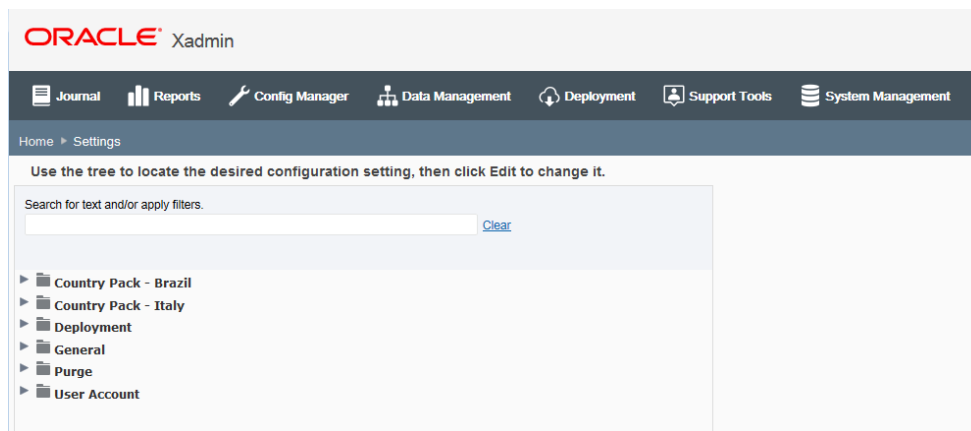 ORACLE® Xadmin
Journal Reports Config Manager Data Management Deployment Support Tools System Management
Home ▸ Settings
Use the tree to locate the desired configuration setting, then click Edit to change it.
Search for text and/or apply filters.
Clear
Country Pack - Brazil
Country Pack - Italy
Deployment
General
Purge
User Account